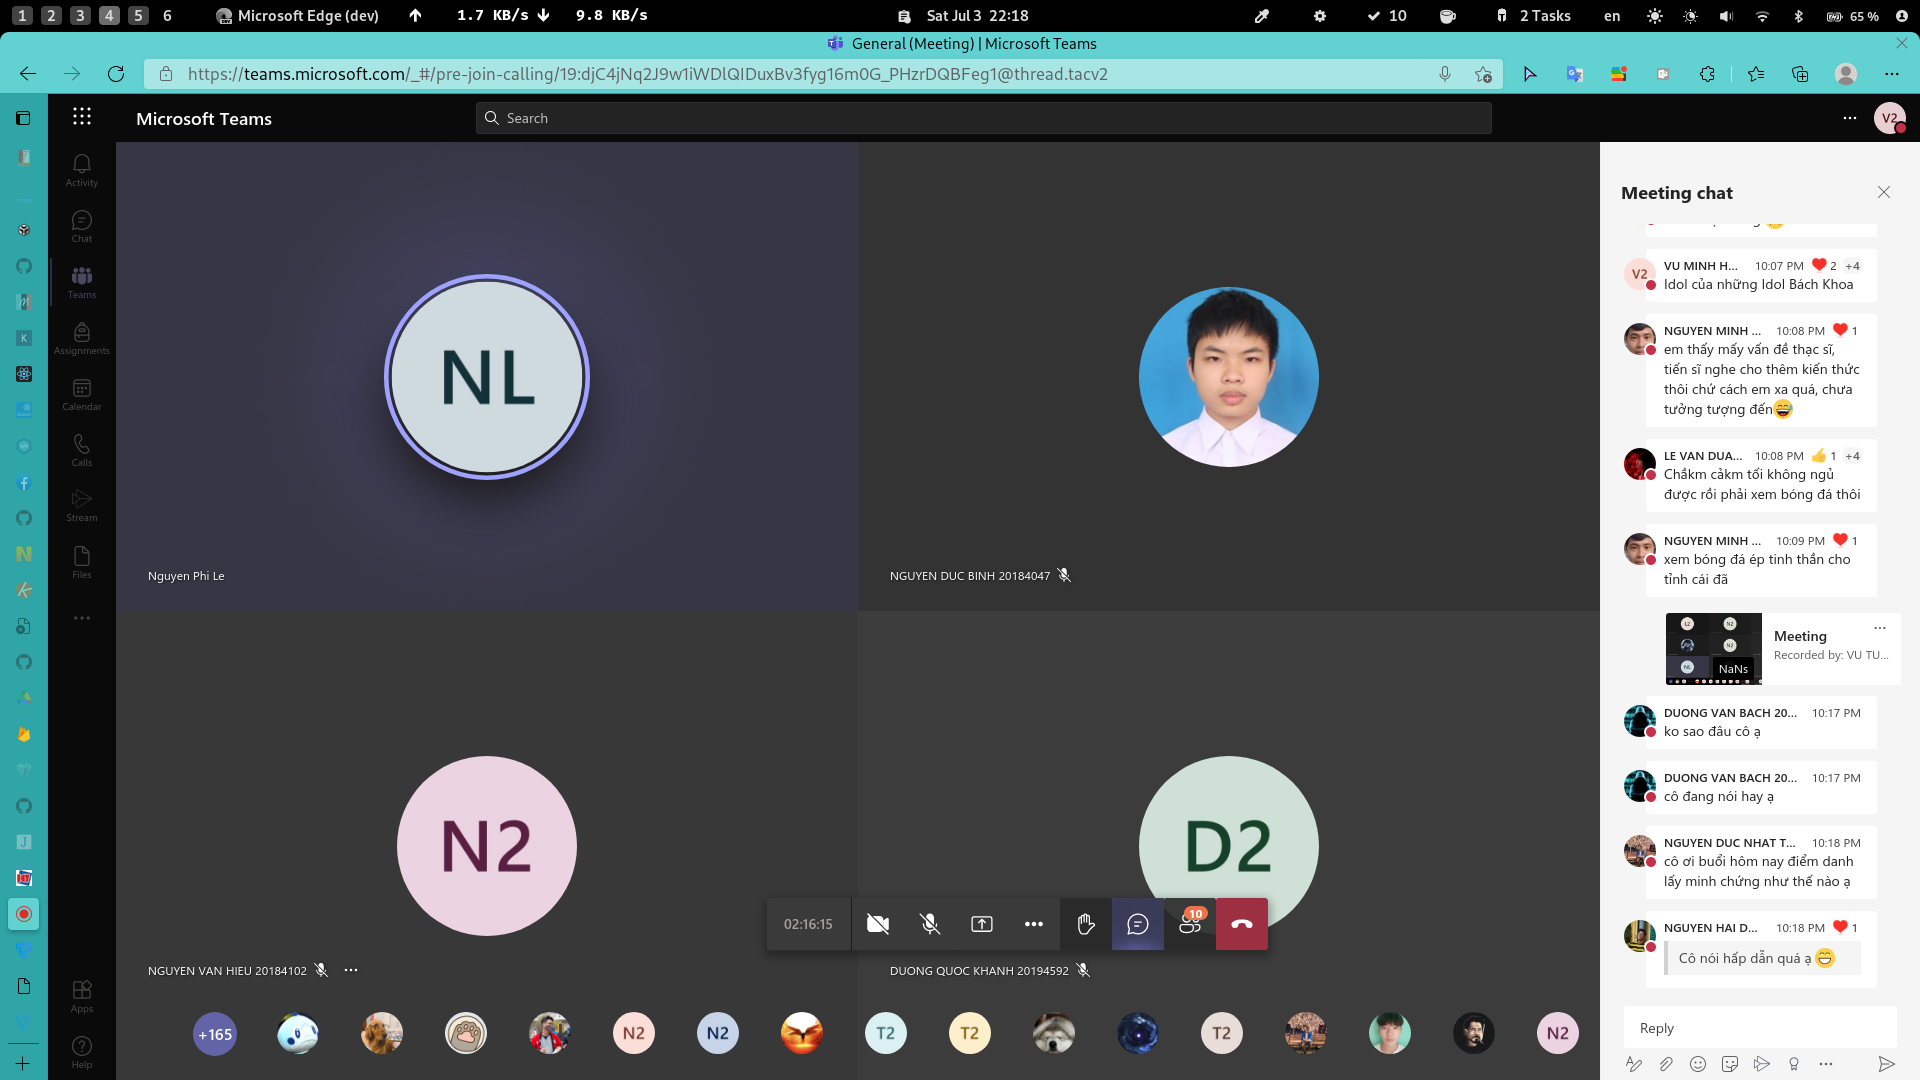 1 2 3 4 5 6 Microsoft Edge (dev) 1.7 KB/s 9.8 KB/s Sat Jul 3 22:18 10 2 Tasks en 65 %
General (Meeting) | Microsoft Teams
https://teams.microsoft.com/_#/pre-join-calling/19:djC4jNq2J9w1iWDlQIDuxBv3fyg16m0G_PHzrDQBFeg1@thread.tacv2
Microsoft Teams
Search
V2
Activity
Chat
Teams
Assignments
Calendar
Calls
Stream
Files
Apps
Help
NL
Nguyen Phi Le
NGUYEN DUC BINH 20184047
N2
NGUYEN VAN HIEU 20184102
D2
DUONG QUOC KHANH 20194592
02:16:15
10
+165
N2
N2
T2
T2
T2
N2
Meeting chat
V2
VU MINH H... 10:07 PM 2 +4
Idol của những Idol Bách Khoa
NGUYEN MINH ... 10:08 PM 1
em thấy mấy vấn đề thạc sĩ,
tiến sĩ nghe cho thêm kiến thức
thôi chứ cách em xa quá, chưa
tưởng tượng đến
LE VAN DUA... 10:08 PM 1 +4
Chắkm cảkm tối không ngủ
được rồi phải xem bóng đá thôi
NGUYEN MINH ... 10:09 PM 1
xem bóng đá ép tinh thần cho
tỉnh cái đã
L2
N2
N2
NL
NaNs
Meeting
Recorded by: VU TU...
DUONG VAN BACH 20... 10:17 PM
ko sao đâu cô ạ
DUONG VAN BACH 20... 10:17 PM
cô đang nói hay ạ
NGUYEN DUC NHAT T... 10:18 PM
cô ơi buổi hôm nay điểm danh
lấy minh chứng như thế nào ạ
NGUYEN HAI D... 10:18 PM 1
Cô nói hấp dẫn quá ạ
Reply